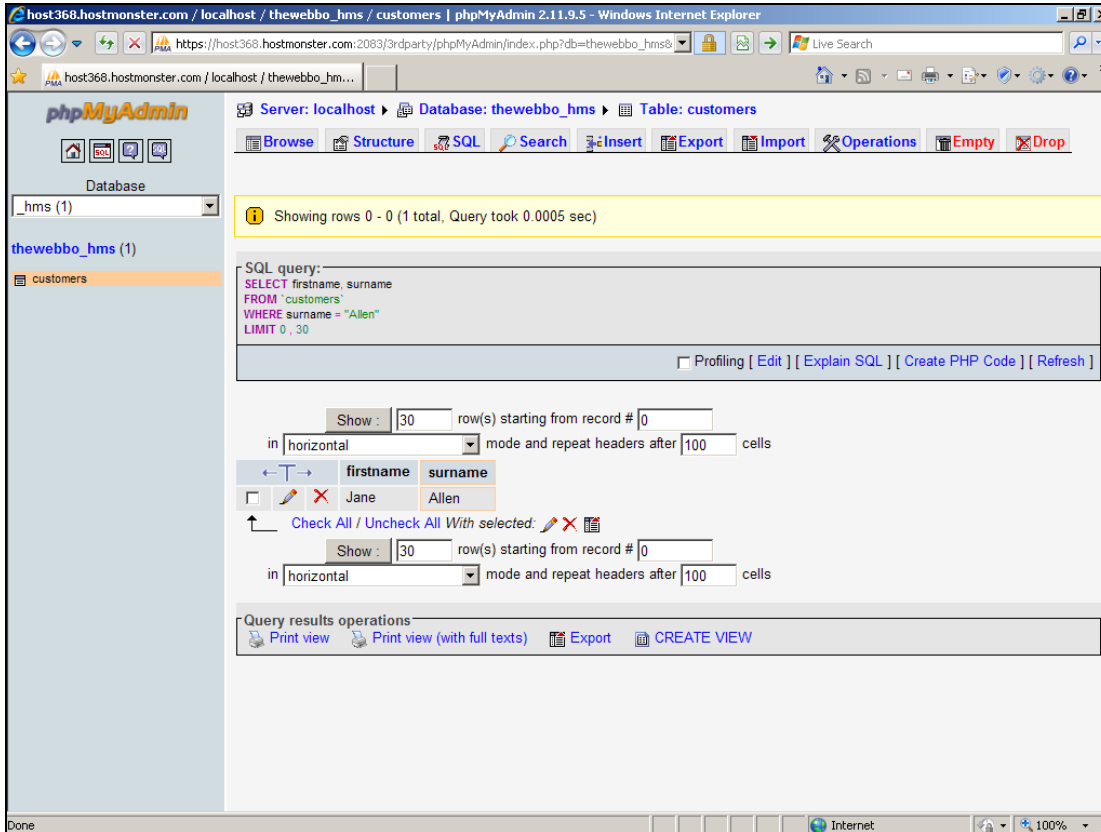 host368.hostmonster.com / localhost / thewebbo_hms / customers | phpMyAdmin 2.11.9.5 - Windows Internet Explorer
https://host368.hostmonster.com:2083/3rdparty/phpMyAdmin/index.php?db=thewebbo_hms& Live Search
host368.hostmonster.com / localhost / thewebbo_hm...
phpMyAdmin
Database
_hms (1)
thewebbo_hms (1)
customers
Server: localhost ▸ Database: thewebbo_hms ▸ Table: customers
Browse Structure SQL Search Insert Export Import Operations Empty Drop
Showing rows 0 - 0 (1 total, Query took 0.0005 sec)
SQL query:
SELECT firstname, surname
FROM `customers`
WHERE surname = "Allen"
LIMIT 0 , 30
Profiling [ Edit ] [ Explain SQL ] [ Create PHP Code ] [ Refresh ]
Show : 30 row(s) starting from record # 0
in horizontal mode and repeat headers after 100 cells
←T→ firstname surname
Jane Allen
Check All / Uncheck All With selected:
Show : 30 row(s) starting from record # 0
in horizontal mode and repeat headers after 100 cells
Query results operations
Print view Print view (with full texts) Export CREATE VIEW
Done Internet 100%